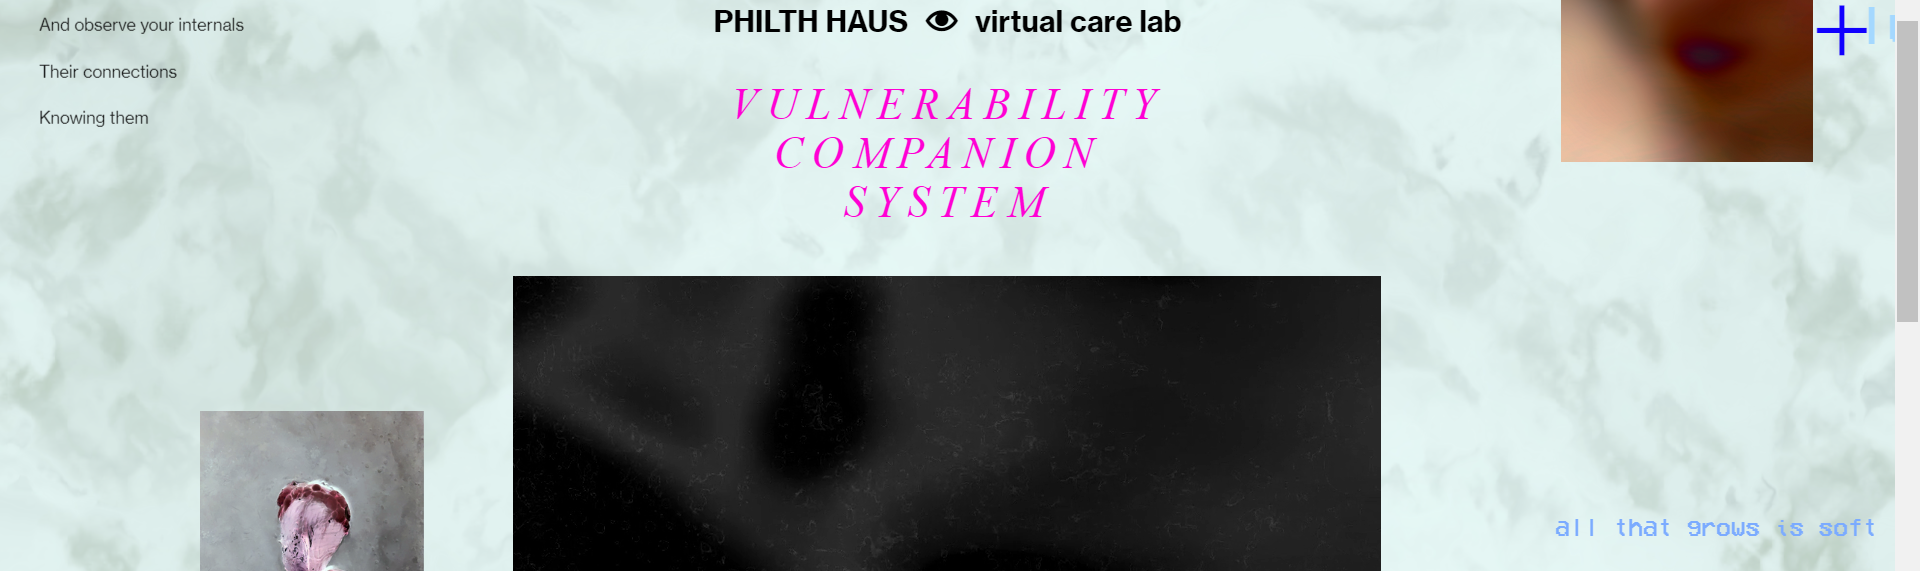 And observe your internals
Their connections
Knowing them
PHILTH HAUS virtual care lab
VULNERABILITY
COMPANION
SYSTEM
all that grows is soft